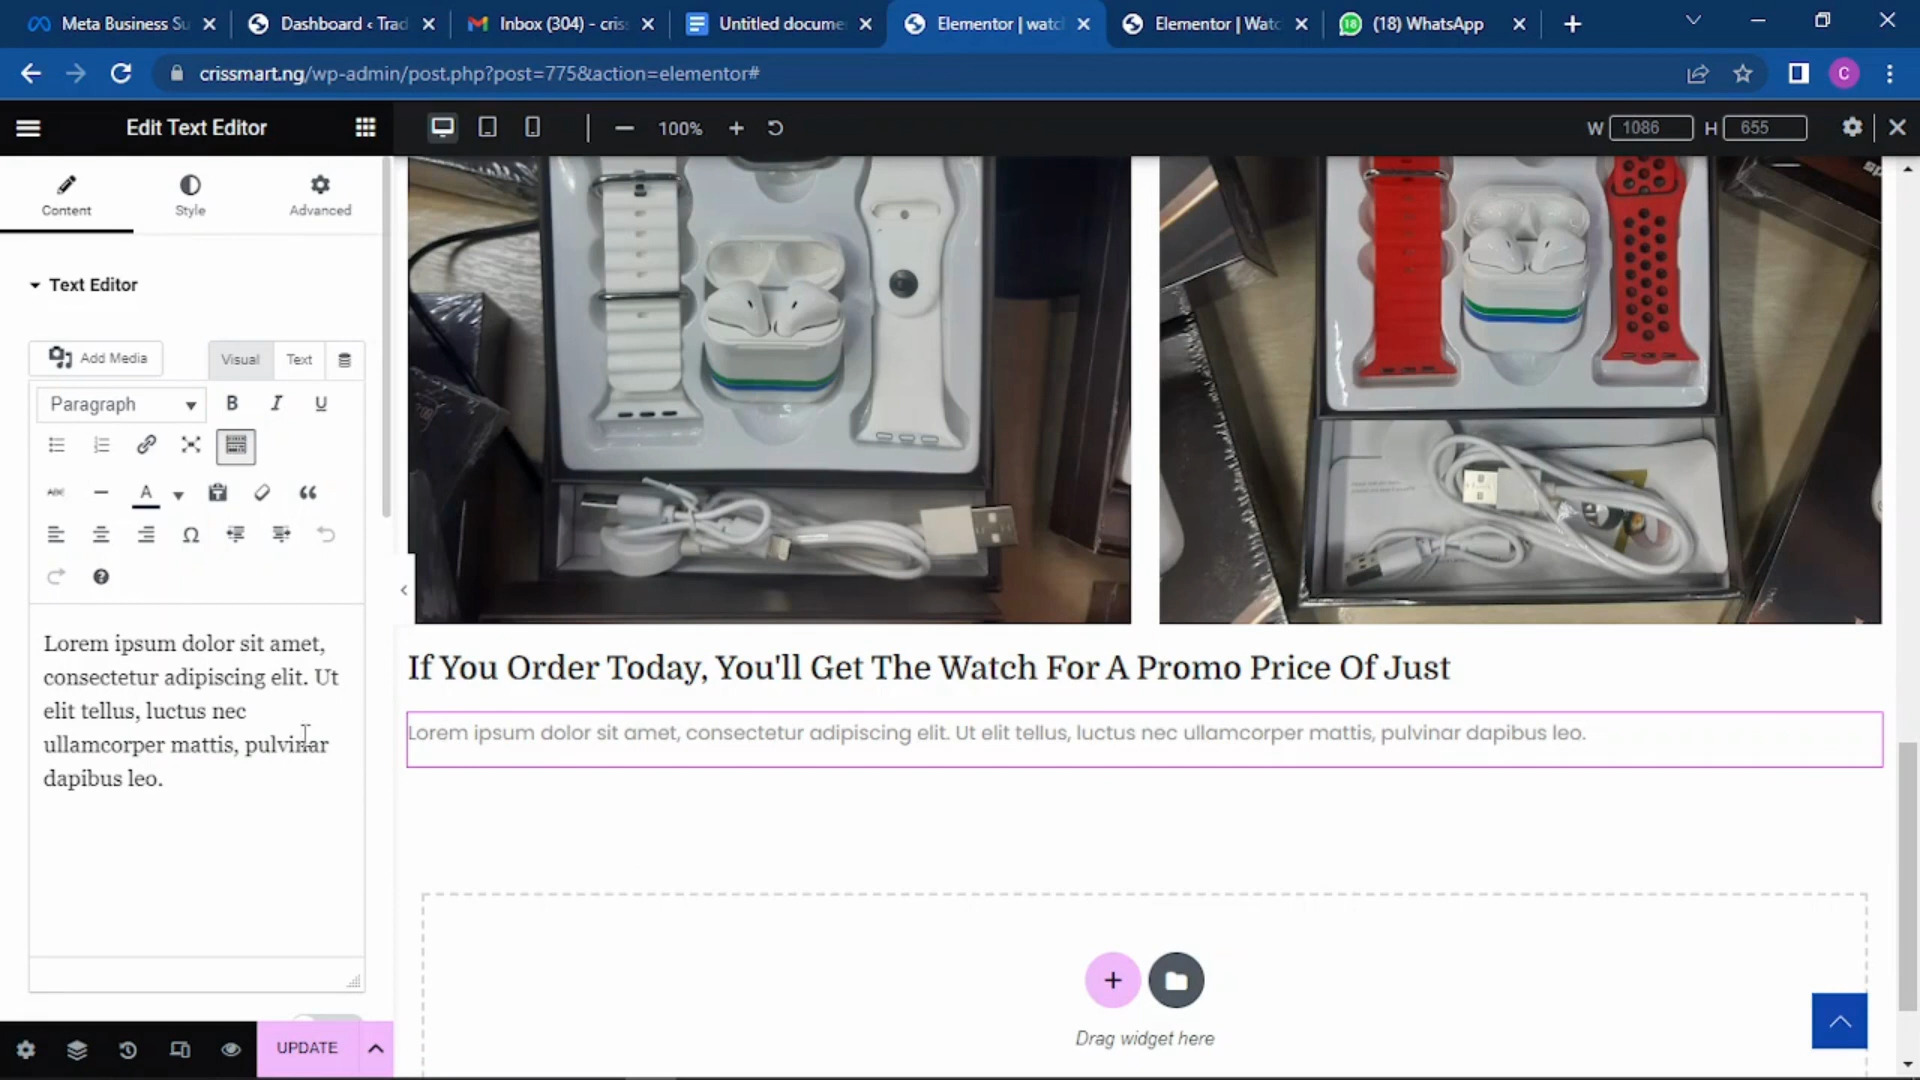 Meta Business Su
Dashboard ‹ Trad
Inbox (304) - cris
Untitled docume
Elementor | watc
Elementor | Watc
(18) WhatsApp
crissmart.ng/wp-admin/post.php?post=775&action=elementor#
C
Edit Text Editor
100%
W 1086 H 655
Content
Style
Advanced
Text Editor
Add Media
Visual
Text
Paragraph
B I U
ABC
A
Ω
Lorem ipsum dolor sit amet,
consectetur adipiscing elit. Ut
elit tellus, luctus nec
ullamcorper mattis, pulvinar
dapibus leo.
UPDATE
If You Order Today, You'll Get The Watch For A Promo Price Of Just
Lorem ipsum dolor sit amet, consectetur adipiscing elit. Ut elit tellus, luctus nec ullamcorper mattis, pulvinar dapibus leo.
Drag widget here